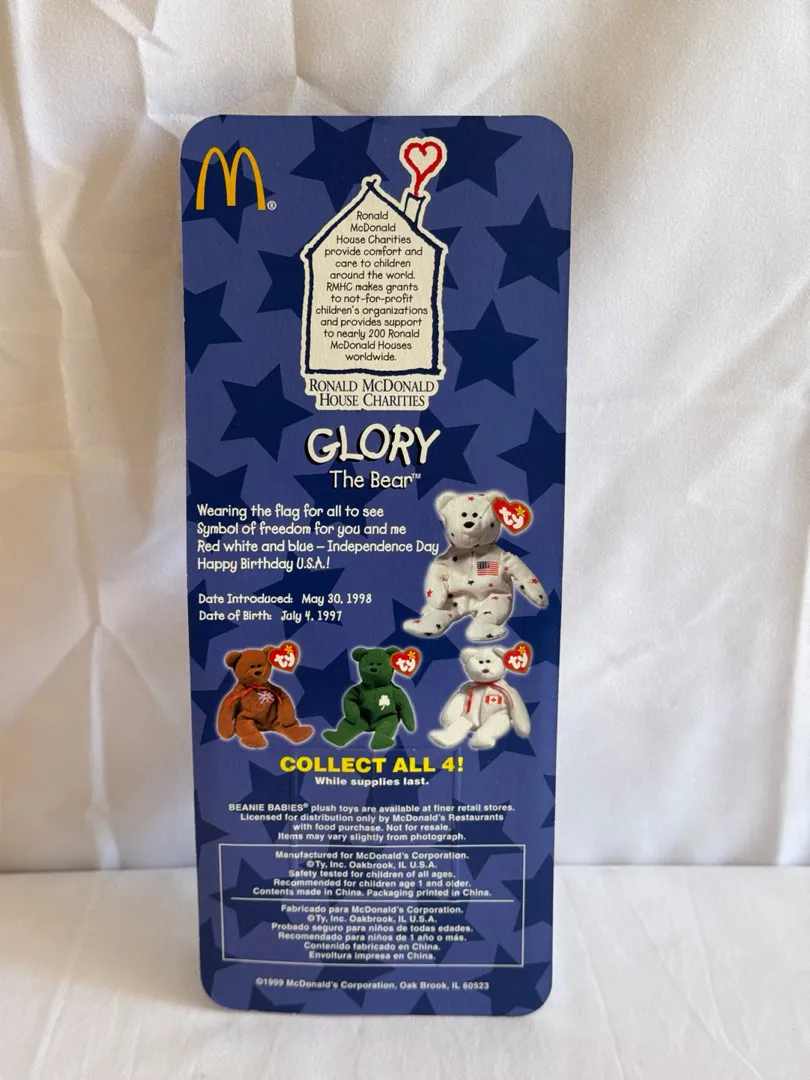 M®
Ronald
McDonald
House Charities
provide comfort and
care to children
around the world.
RMHC makes grants
to not-for-profit
children's organizations
and provides support
to nearly 200 Ronald
McDonald Houses
worldwide.
RONALD MCDONALD
HOUSE CHARITIES
GLORY
The Bear™
Wearing the flag for all to see
Symbol of freedom for you and me
Red white and blue – Independence Day
Happy Birthday U.S.A.!
ty
Date Introduced: May 30, 1998
Date of Birth: July 4, 1997
ty
ty
ty
COLLECT ALL 4!
While supplies last.
BEANIE BABIES® plush toys are available at finer retail stores.
Licensed for distribution only by McDonald's Restaurants
with food purchase. Not for resale.
Items may vary slightly from photograph.
Manufactured for McDonald's Corporation.
©Ty, Inc. Oakbrook, IL U.S.A.
Safety tested for children of all ages.
Recommended for children age 1 and older.
Contents made in China. Packaging printed in China.
Fabricado para McDonald's Corporation.
©Ty, Inc. Oakbrook, IL U.S.A.
Probado seguro para niños de todas edades.
Recomendado para niños de 1 año o más.
Contenido fabricado en China.
Envoltura impresa en China.
©1999 McDonald's Corporation, Oak Brook, IL 60523